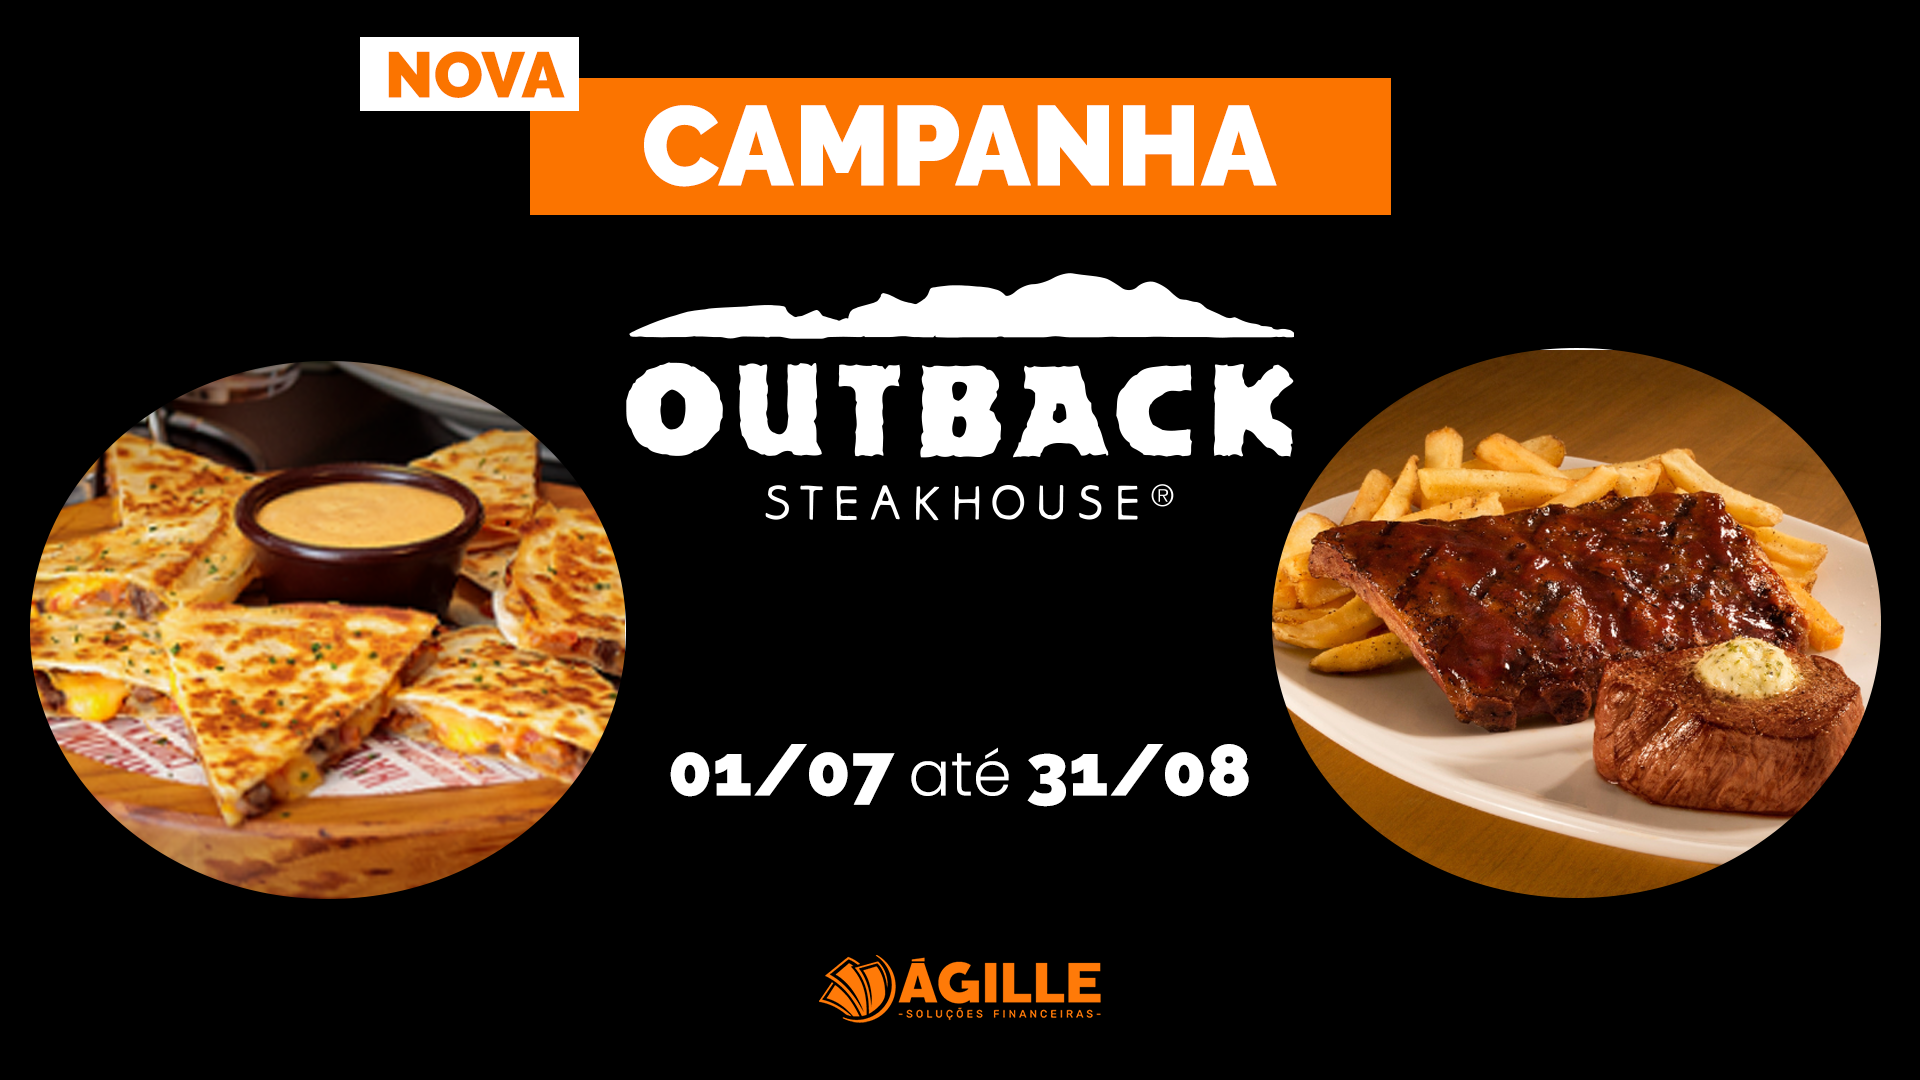 NOVA
CAMPANHA
OUTBACK
STEAKHOUSE®
01/07 até 31/08
ÁGILLE
-SOLUÇÕES FINANCEIRAS-